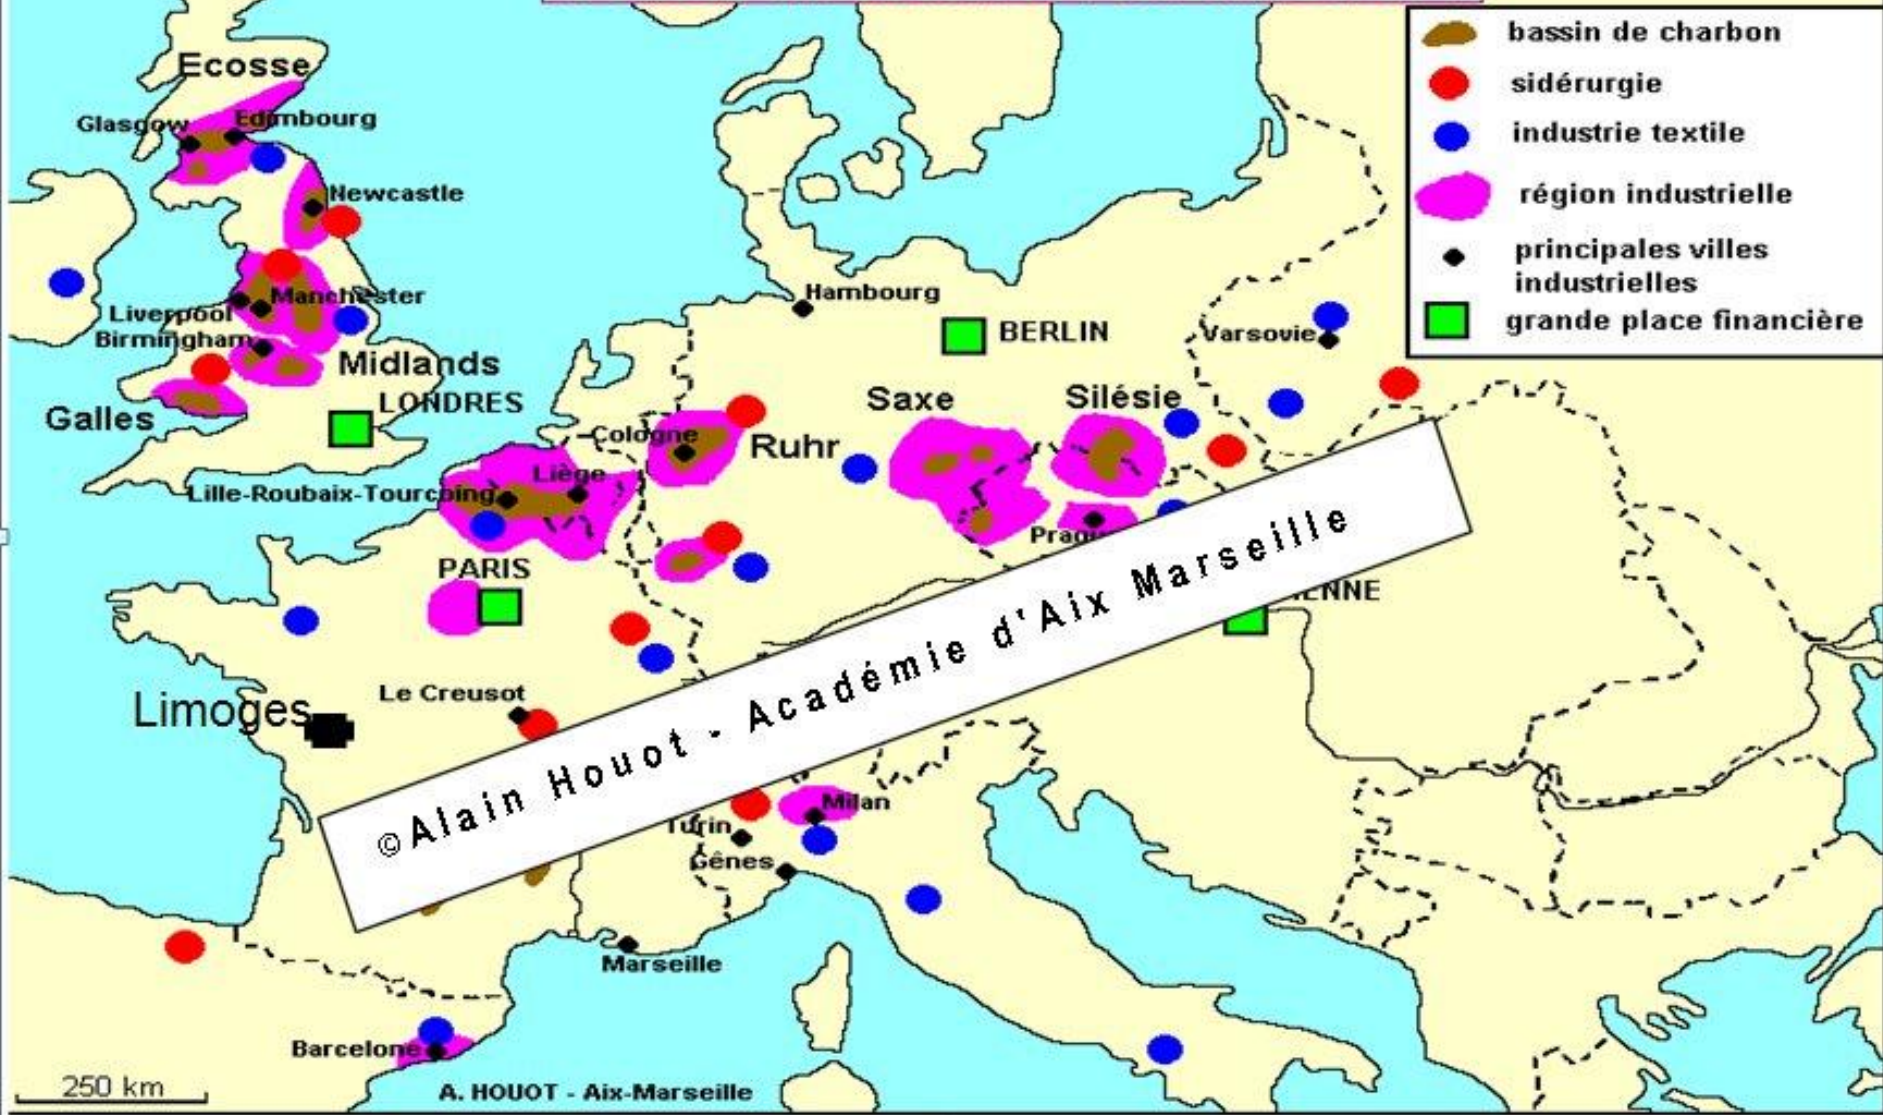 bassin de charbon
sidérurgie
industrie textile
région industrielle
principales villes
industrielles
grande place financière
Ecosse
Glasgow
Edimbourg
Newcastle
Manchester
Liverpool
Birmingham
Midlands
Galles
LONDRES
Hambourg
BERLIN
Varsovie
Saxe
Silésie
Cologne
Ruhr
Liège
Lille-Roubaix-Tourcoing
PARIS
Le Creusot
Limoges
©Alain Houot - Académie d'Aix Marseille
Milan
Turin
Gênes
Marseille
Barcelone
250 km
A. HOUOT - Aix-Marseille